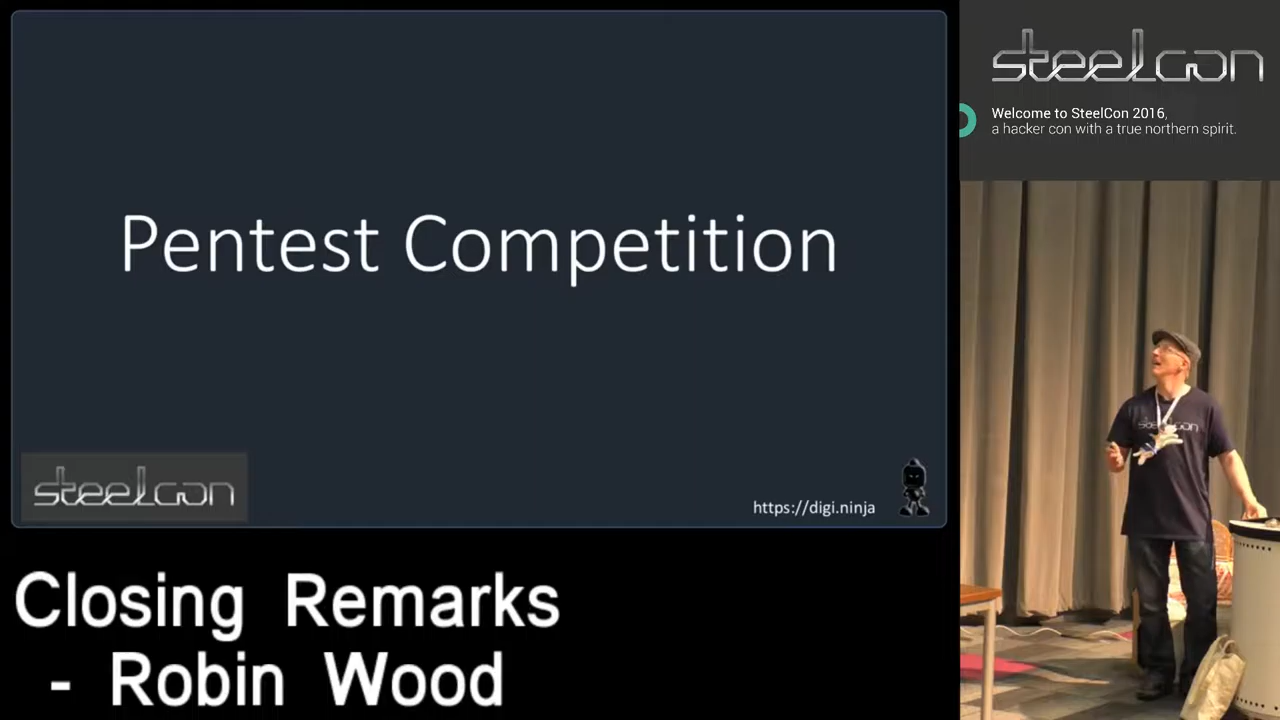 Pentest Competition
steelcon
https://digi.ninja
Closing Remarks
- Robin Wood
steelcon
Welcome to SteelCon 2016,
a hacker con with a true northern spirit.
steelcon